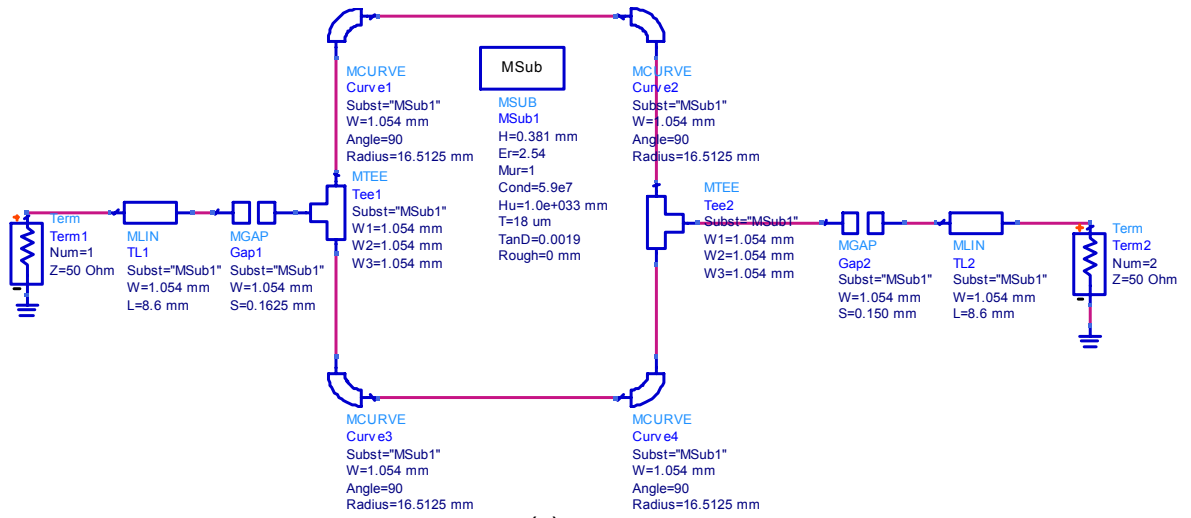 MSub
MCURVE
Curve1
Subst="MSub1"
W=1.054 mm
Angle=90
Radius=16.5125 mm
MSUB
MSub1
H=0.381 mm
Er=2.54
Mur=1
Cond=5.9e7
Hu=1.0e+033 mm
T=18 um
TanD=0.0019
Rough=0 mm
MCURVE
Curve2
Subst="MSub1"
W=1.054 mm
Angle=90
Radius=16.5125 mm
Term
Term1
Num=1
Z=50 Ohm
MLIN
TL1
Subst="MSub1"
W=1.054 mm
L=8.6 mm
MGAP
Gap1
Subst="MSub1"
W=1.054 mm
S=0.1625 mm
MTEE
Tee1
Subst="MSub1"
W1=1.054 mm
W2=1.054 mm
W3=1.054 mm
MTEE
Tee2
Subst="MSub1"
W1=1.054 mm
W2=1.054 mm
W3=1.054 mm
MGAP
Gap2
Subst="MSub1"
W=1.054 mm
S=0.150 mm
MLIN
TL2
Subst="MSub1"
W=1.054 mm
L=8.6 mm
Term
Term2
Num=2
Z=50 Ohm
MCURVE
Curve3
Subst="MSub1"
W=1.054 mm
Angle=90
Radius=16.5125 mm
MCURVE
Curve4
Subst="MSub1"
W=1.054 mm
Angle=90
Radius=16.5125 mm